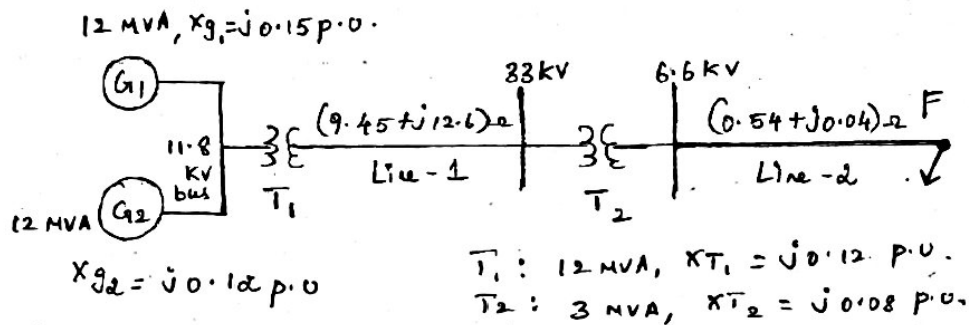 12 MVA, Xg₁=j0.15 p.u.
G1
33 KV
6.6 KV
(9.45+j12.6)Ω
(0.54+J0.04)Ω
F
11.8
KV
bus
Line-1
Line-2
T₁
T₂
12 MVA
G2
Xg₂ = j0.12 p.u
T₁: 12 MVA, XT₁ = j0.12 p.u.
T2: 3 MVA, XT₂ = j0.08 p.u.